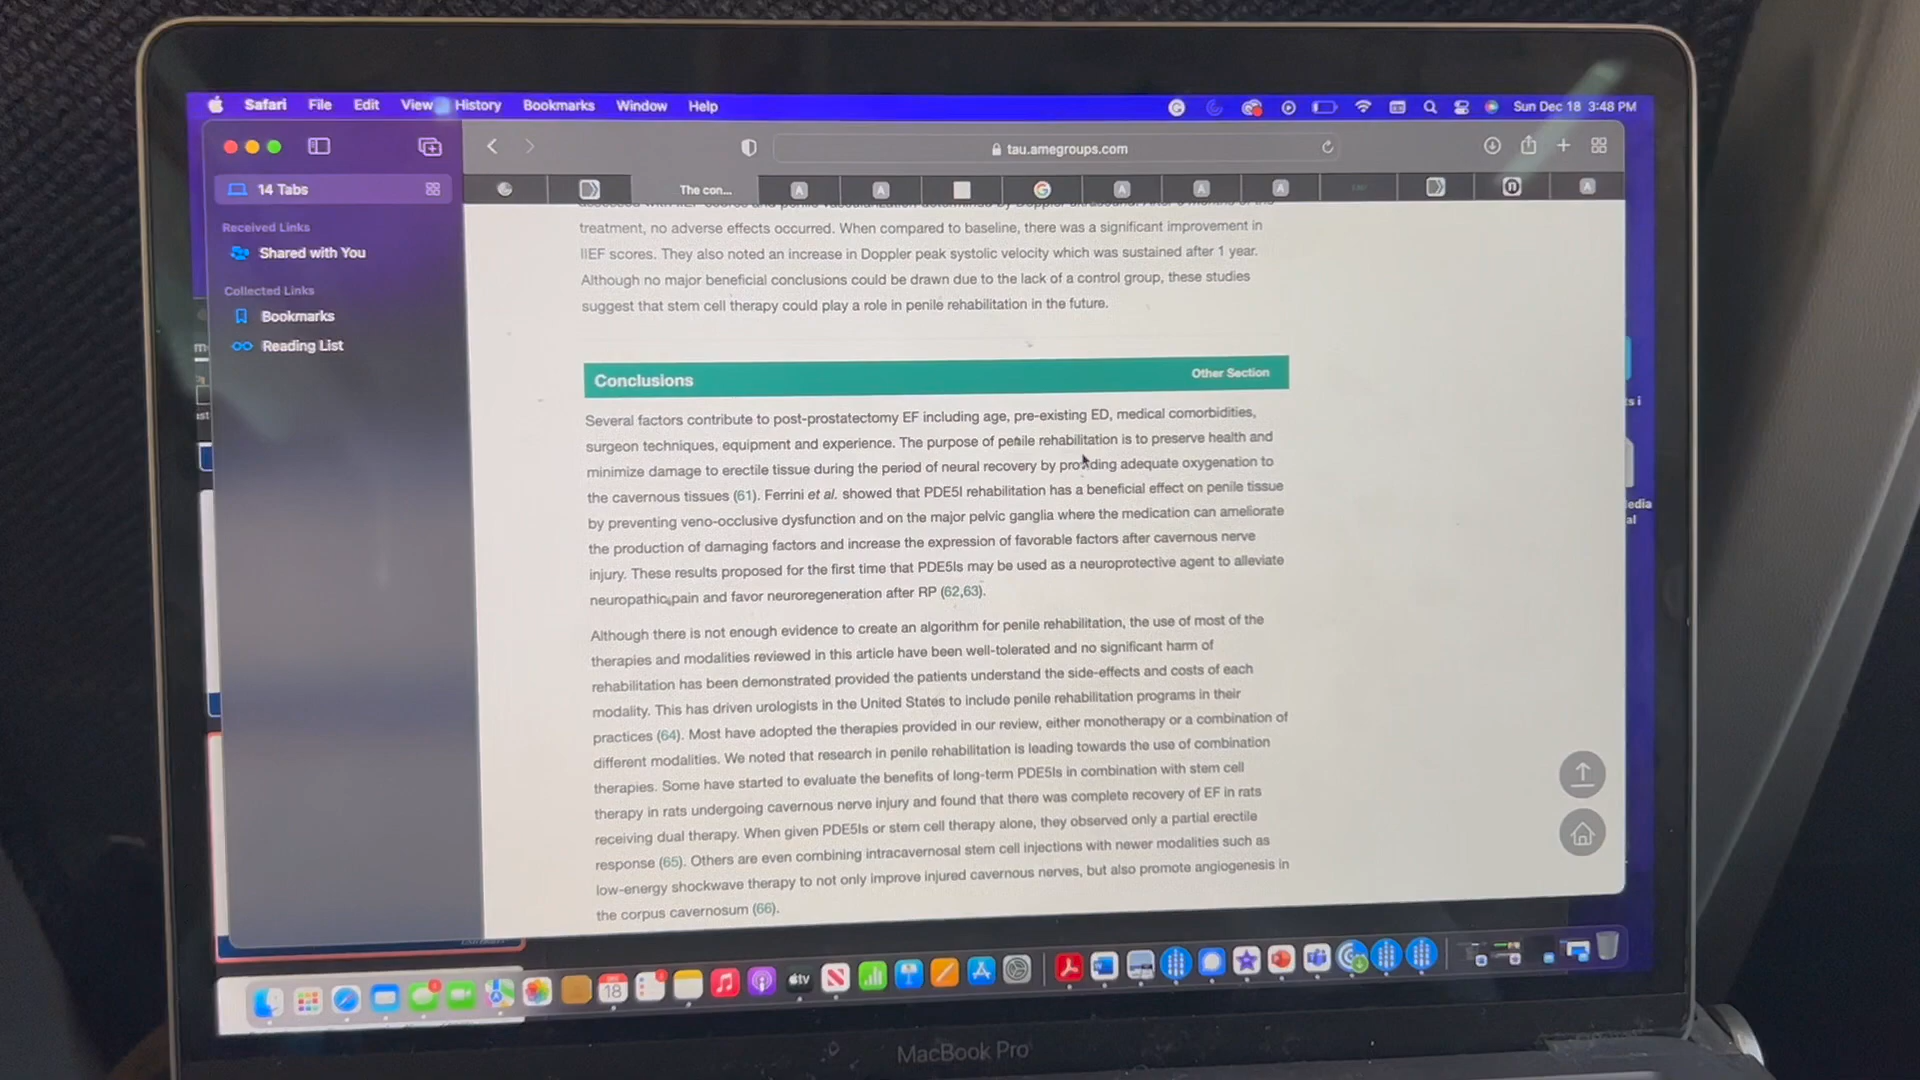 Safari File Edit View History Bookmarks Window Help Sun Dec 18 3:48 PM
tau.amegroups.com
14 Tabs
The con...
Received Links
Shared with You
Collected Links
Bookmarks
Reading List
treatment, no adverse effects occurred. When compared to baseline, there was a significant improvement in
IIEF scores. They also noted an increase in Doppler peak systolic velocity which was sustained after 1 year.
Although no major beneficial conclusions could be drawn due to the lack of a control group, these studies
suggest that stem cell therapy could play a role in penile rehabilitation in the future.
Conclusions Other Section
Several factors contribute to post-prostatectomy EF including age, pre-existing ED, medical comorbidities,
surgeon techniques, equipment and experience. The purpose of penile rehabilitation is to preserve health and
minimize damage to erectile tissue during the period of neural recovery by providing adequate oxygenation to
the cavernous tissues (61). Ferrini et al. showed that PDE5I rehabilitation has a beneficial effect on penile tissue
by preventing veno-occlusive dysfunction and on the major pelvic ganglia where the medication can ameliorate
the production of damaging factors and increase the expression of favorable factors after cavernous nerve
injury. These results proposed for the first time that PDE5Is may be used as a neuroprotective agent to alleviate
neuropathic pain and favor neuroregeneration after RP (62,63).
Although there is not enough evidence to create an algorithm for penile rehabilitation, the use of most of the
therapies and modalities reviewed in this article have been well-tolerated and no significant harm of
rehabilitation has been demonstrated provided the patients understand the side-effects and costs of each
modality. This has driven urologists in the United States to include penile rehabilitation programs in their
practices (64). Most have adopted the therapies provided in our review, either monotherapy or a combination of
different modalities. We noted that research in penile rehabilitation is leading towards the use of combination
therapies. Some have started to evaluate the benefits of long-term PDE5Is in combination with stem cell
therapy in rats undergoing cavernous nerve injury and found that there was complete recovery of EF in rats
receiving dual therapy. When given PDE5Is or stem cell therapy alone, they observed only a partial erectile
response (65). Others are even combining intracavernosal stem cell injections with newer modalities such as
low-energy shockwave therapy to not only improve injured cavernous nerves, but also promote angiogenesis in
the corpus cavernosum (66).
tv
18
MacBook Pro